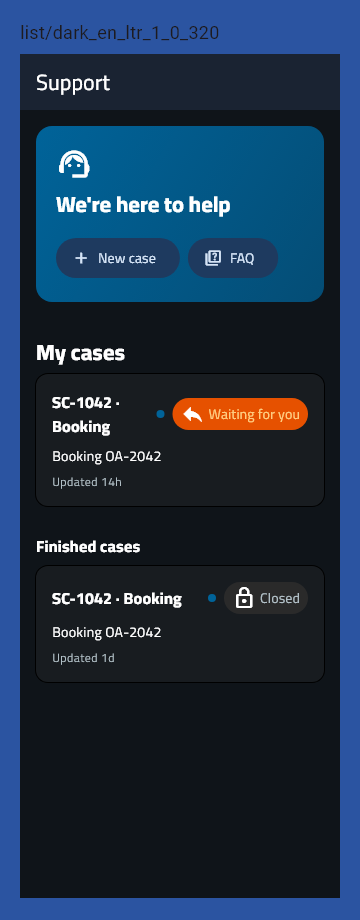 list/dark_en_ltr_1_0_320
Support
We're here to help
New case
FAQ
My cases
SC-1042 ·
Booking
Waiting for you
Booking OA-2042
Updated 14h
Finished cases
SC-1042 · Booking
Closed
Booking OA-2042
Updated 1d